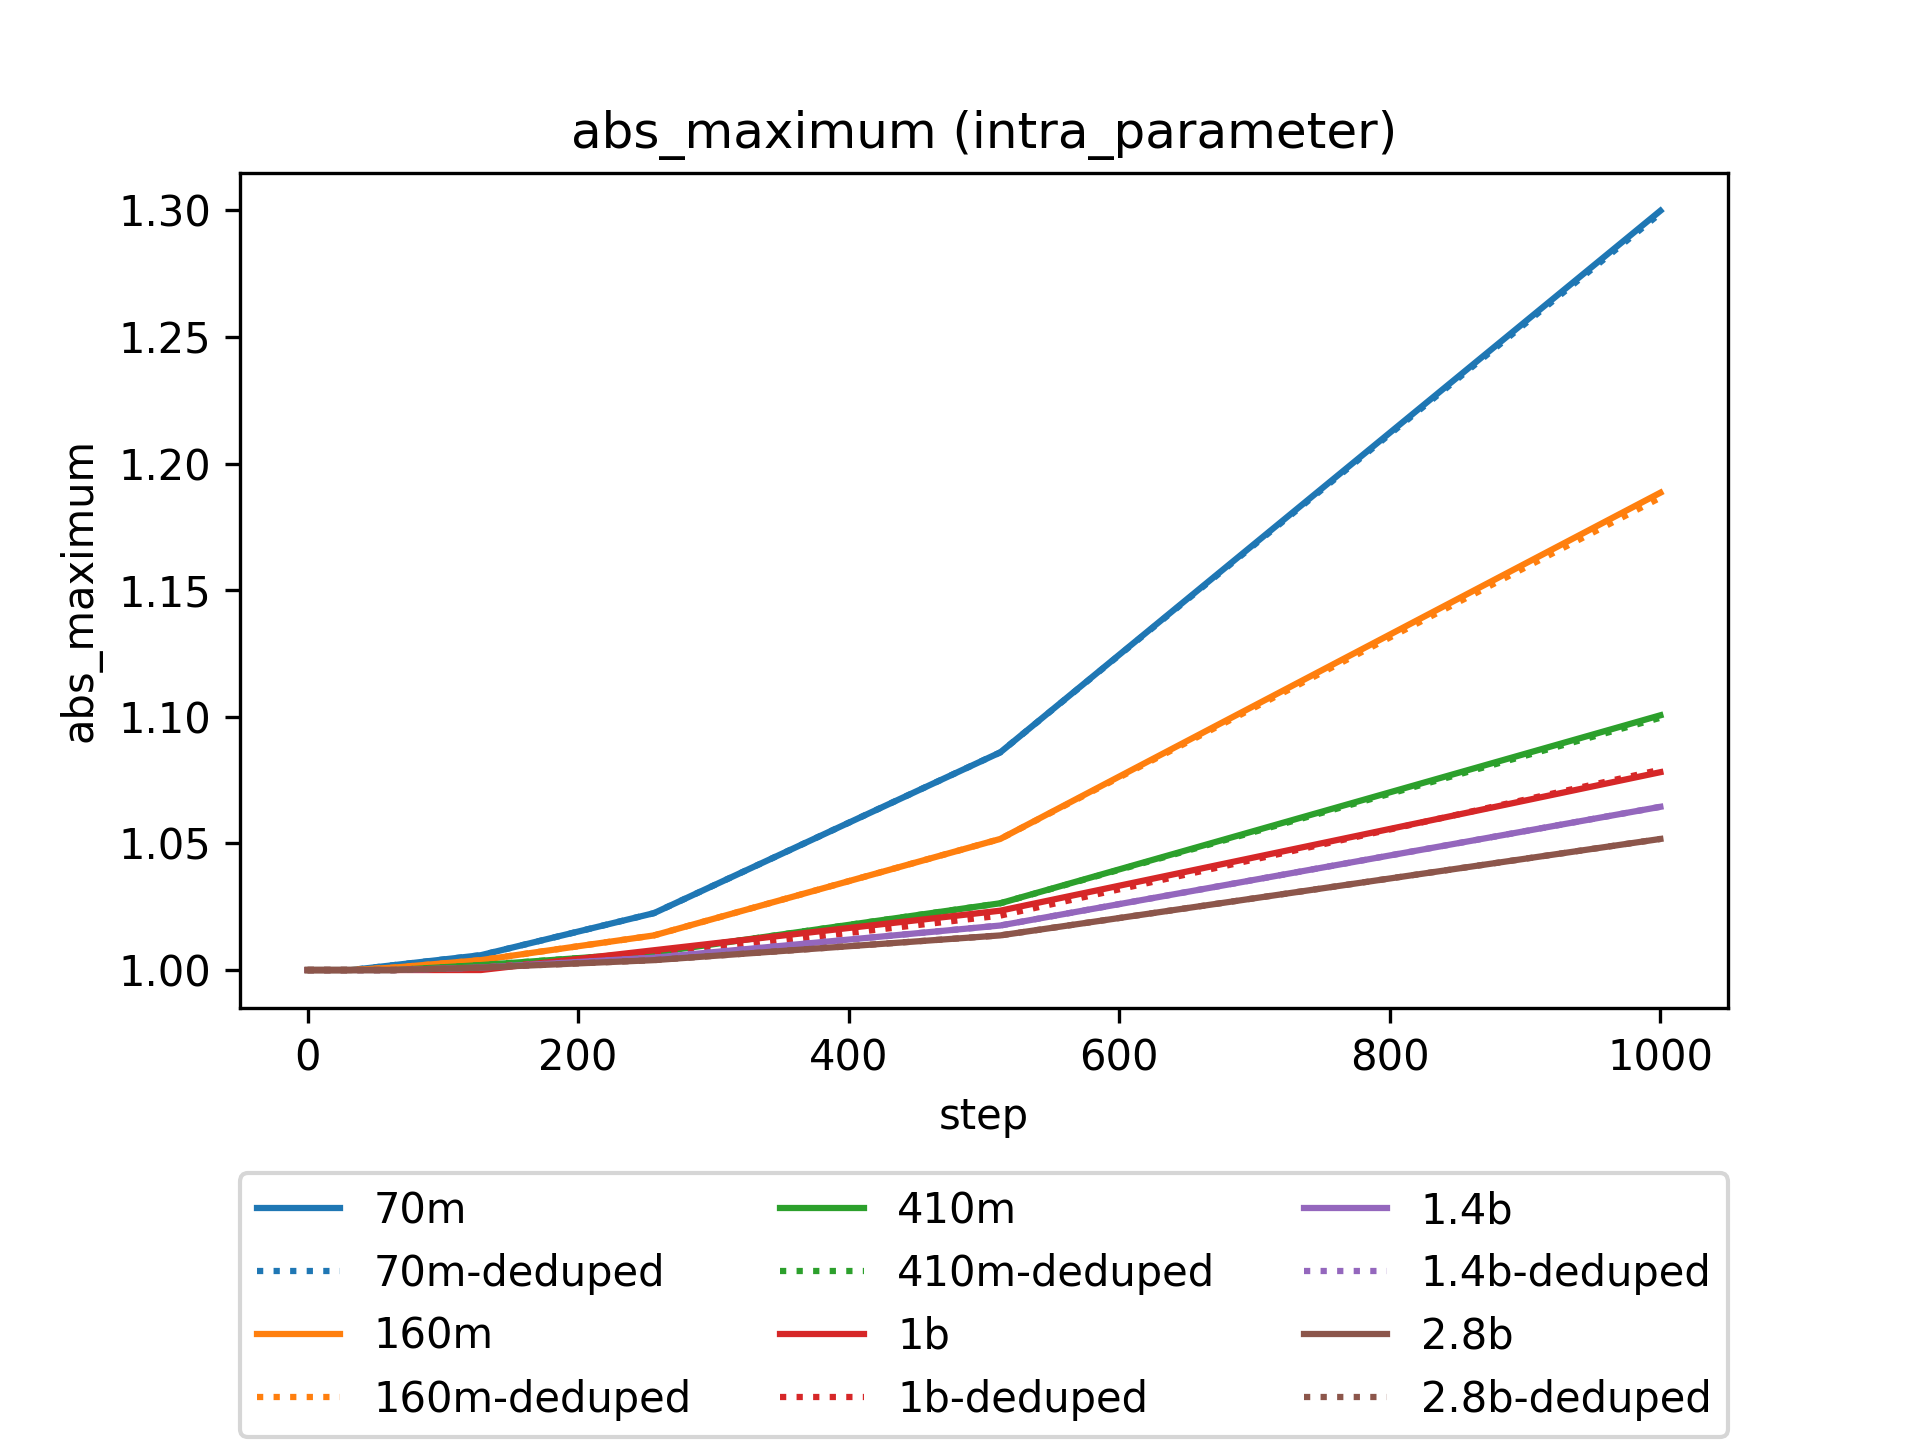 abs_maximum (intra_parameter)
abs_maximum
1.30
1.25
1.20
1.15
1.10
1.05
1.00
0 200 400 600 800 1000
step
70m 410m 1.4b
70m-deduped 410m-deduped 1.4b-deduped
160m 1b 2.8b
160m-deduped 1b-deduped 2.8b-deduped